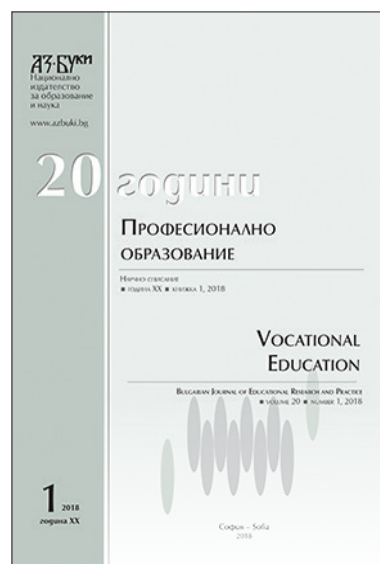 АЗ·БУКИ
Национално
издателство
за образование
и наука
www.azbuki.bg
20 години
ПРОФЕСИОНАЛНО
ОБРАЗОВАНИЕ
НАУЧНО СПИСАНИЕ
■ ГОДИНА XX ■ КНИЖКА 1, 2018
VOCATIONAL
EDUCATION
BULGARIAN JOURNAL OF EDUCATIONAL RESEARCH AND PRACTICE
■ VOLUME 20 ■ NUMBER 1, 2018
1 2018
година XX
София – Sofia
2018